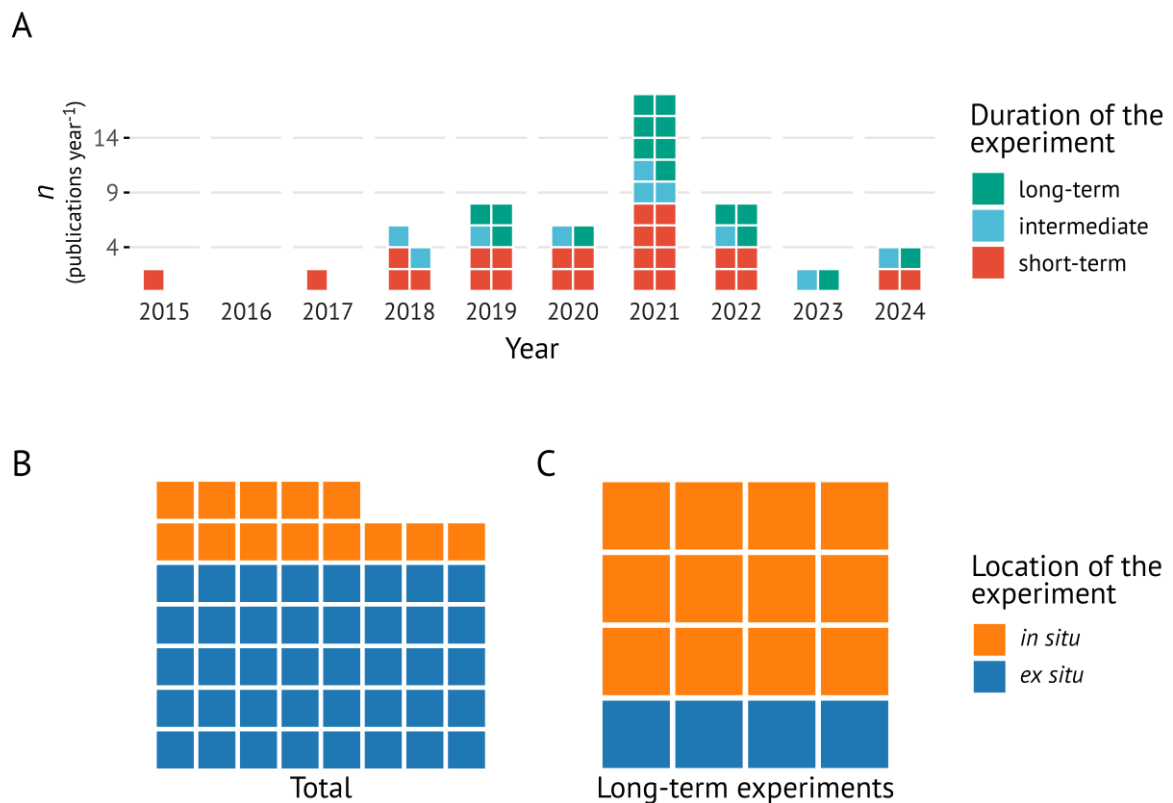 A
n
(publications year⁻¹)
14
9
4
2015 2016 2017 2018 2019 2020 2021 2022 2023 2024
Year
Duration of the
experiment
long-term
intermediate
short-term
B
Total
C
Long-term experiments
Location of the
experiment
in situ
ex situ